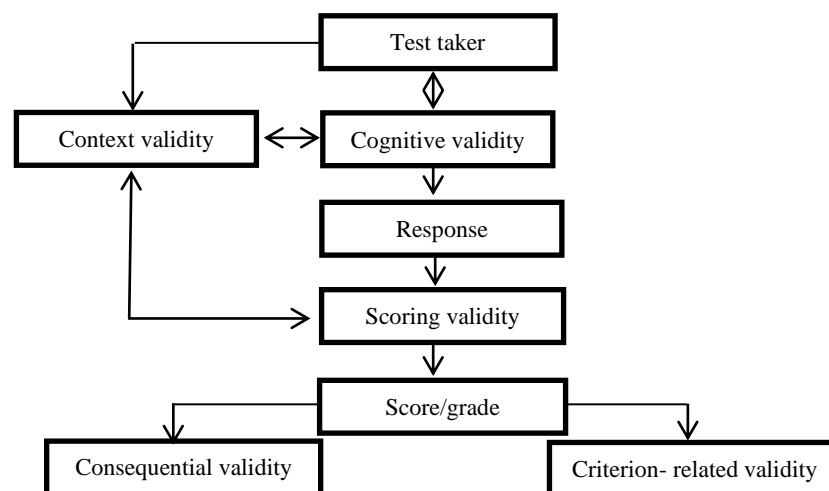 Test taker
Context validity
Cognitive validity
Response
Scoring validity
Score/grade
Consequential validity
Criterion- related validity